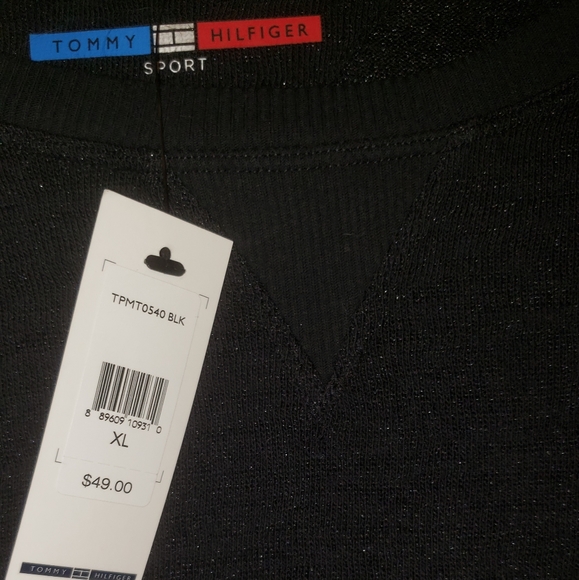 TOMMY HILFIGER
SPORT
TPMT0540 BLK
8 89609 10931 0
XL
$49.00
TOMMY HILFIGER